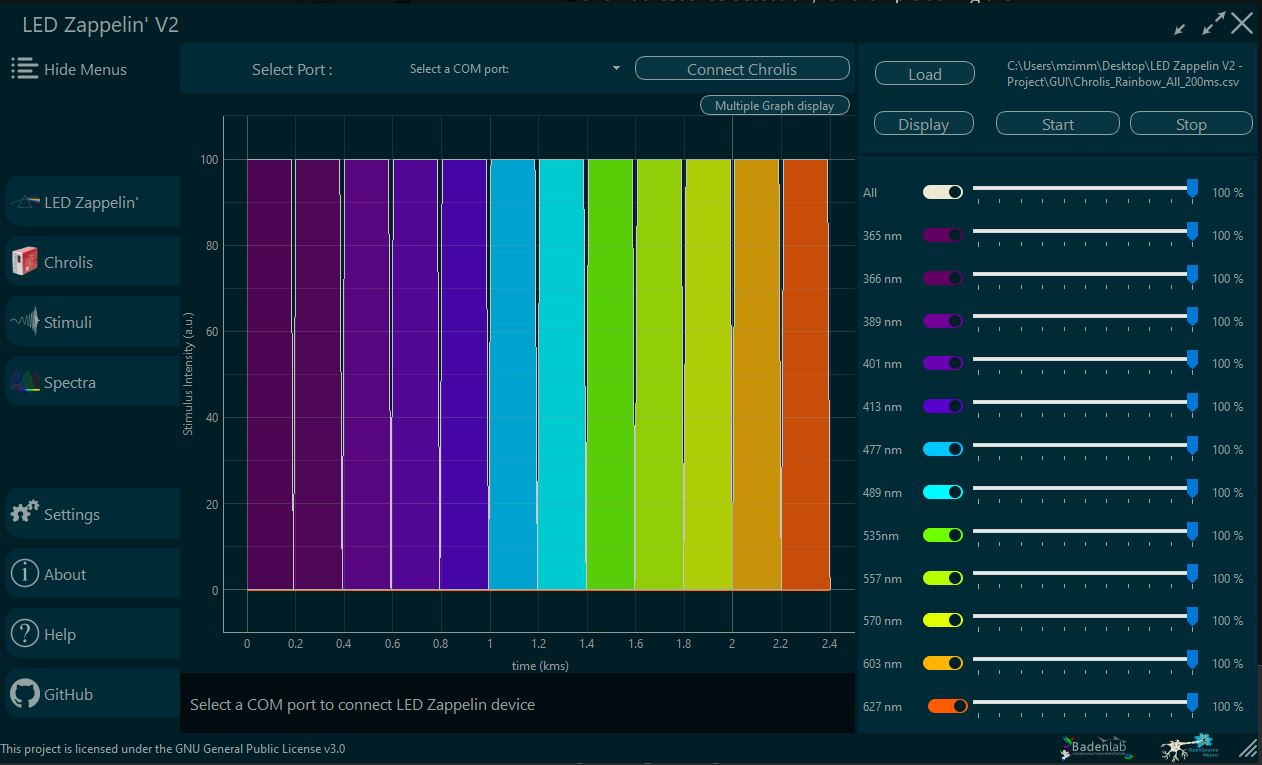 LED Zappelin' V2
Hide Menus
Select Port :
Select a COM port:
Connect Chrolis
Multiple Graph display
LED Zappelin'
Chrolis
Stimuli
Spectra
Settings
About
Help
GitHub
Stimulus Intensity (a.u.)
100
80
60
40
20
0
0 0.2 0.4 0.6 0.8 1 1.2 1.4 1.6 1.8 2 2.2 2.4
time (kms)
Select a COM port to connect LED Zappelin device
Load
C:\Users\mzimm\Desktop\LED Zappelin V2 -
Project\GUI\Chrolis_Rainbow_All_200ms.csv
Display
Start
Stop
All 100 %
365 nm 100 %
366 nm 100 %
389 nm 100 %
401 nm 100 %
413 nm 100 %
477 nm 100 %
489 nm 100 %
535nm 100 %
557 nm 100 %
570 nm 100 %
603 nm 100 %
627 nm 100 %
This project is licensed under the GNU General Public License v3.0
Badenlab
OpenSource
Neuro